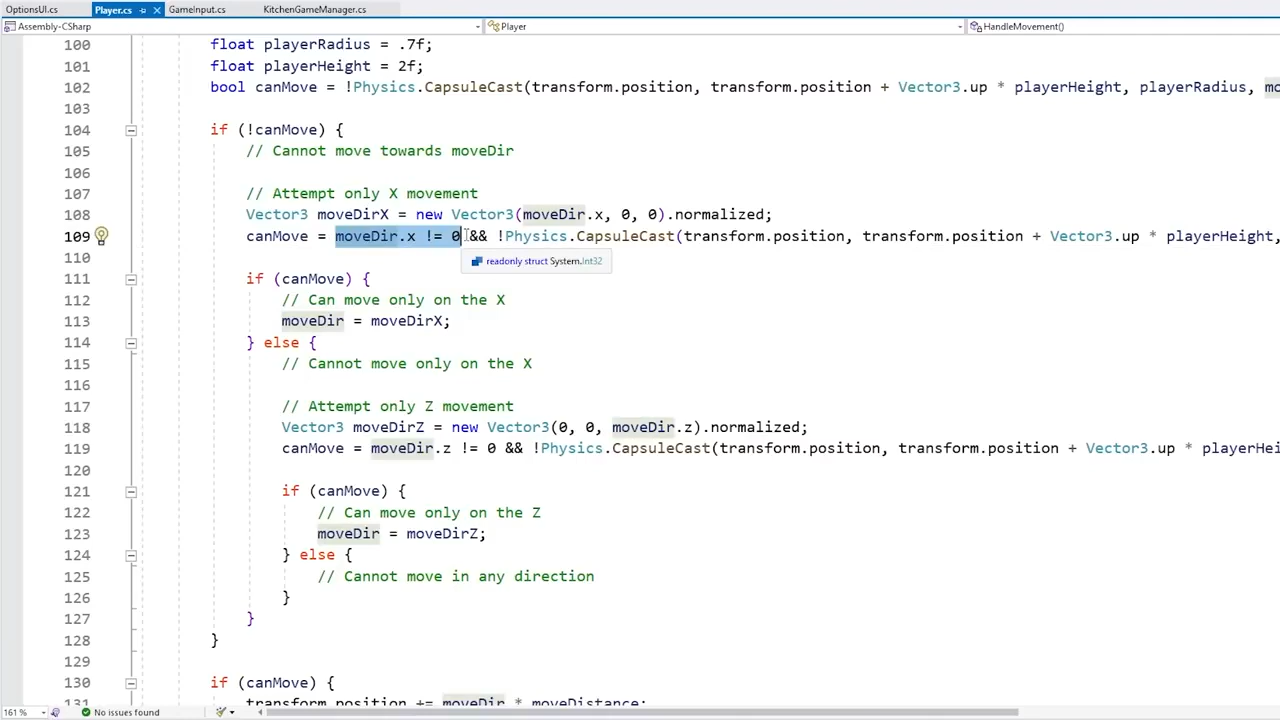 OptionsUI.cs Player.cs GameInput.cs KitchenGameManager.cs
Assembly-CSharp Player HandleMovement()
100 float playerRadius = .7f;
101 float playerHeight = 2f;
102 bool canMove = !Physics.CapsuleCast(transform.position, transform.position + Vector3.up * playerHeight, playerRadius, mo
103
104 if (!canMove) {
105 // Cannot move towards moveDir
106
107 // Attempt only X movement
108 Vector3 moveDirX = new Vector3(moveDir.x, 0, 0).normalized;
109 canMove = moveDir.x != 0 && !Physics.CapsuleCast(transform.position, transform.position + Vector3.up * playerHeight,
110 readonly struct System.Int32
111 if (canMove) {
112 // Can move only on the X
113 moveDir = moveDirX;
114 } else {
115 // Cannot move only on the X
116
117 // Attempt only Z movement
118 Vector3 moveDirZ = new Vector3(0, 0, moveDir.z).normalized;
119 canMove = moveDir.z != 0 && !Physics.CapsuleCast(transform.position, transform.position + Vector3.up * playerHei
120
121 if (canMove) {
122 // Can move only on the Z
123 moveDir = moveDirZ;
124 } else {
125 // Cannot move in any direction
126 }
127 }
128 }
129
130 if (canMove) {
131 transform.position += moveDir * moveDistance;
161 % No issues found